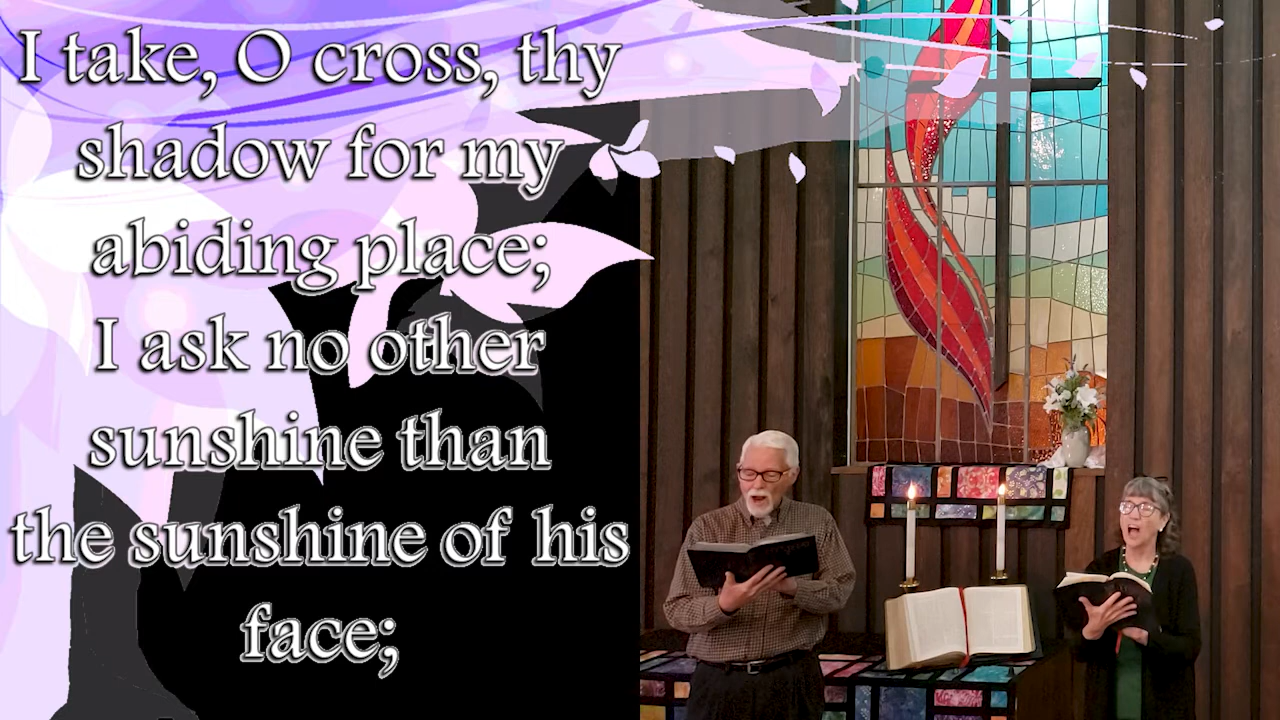 I take, O cross, thy
shadow for my
abiding place;
I ask no other
sunshine than
the sunshine of his
face;